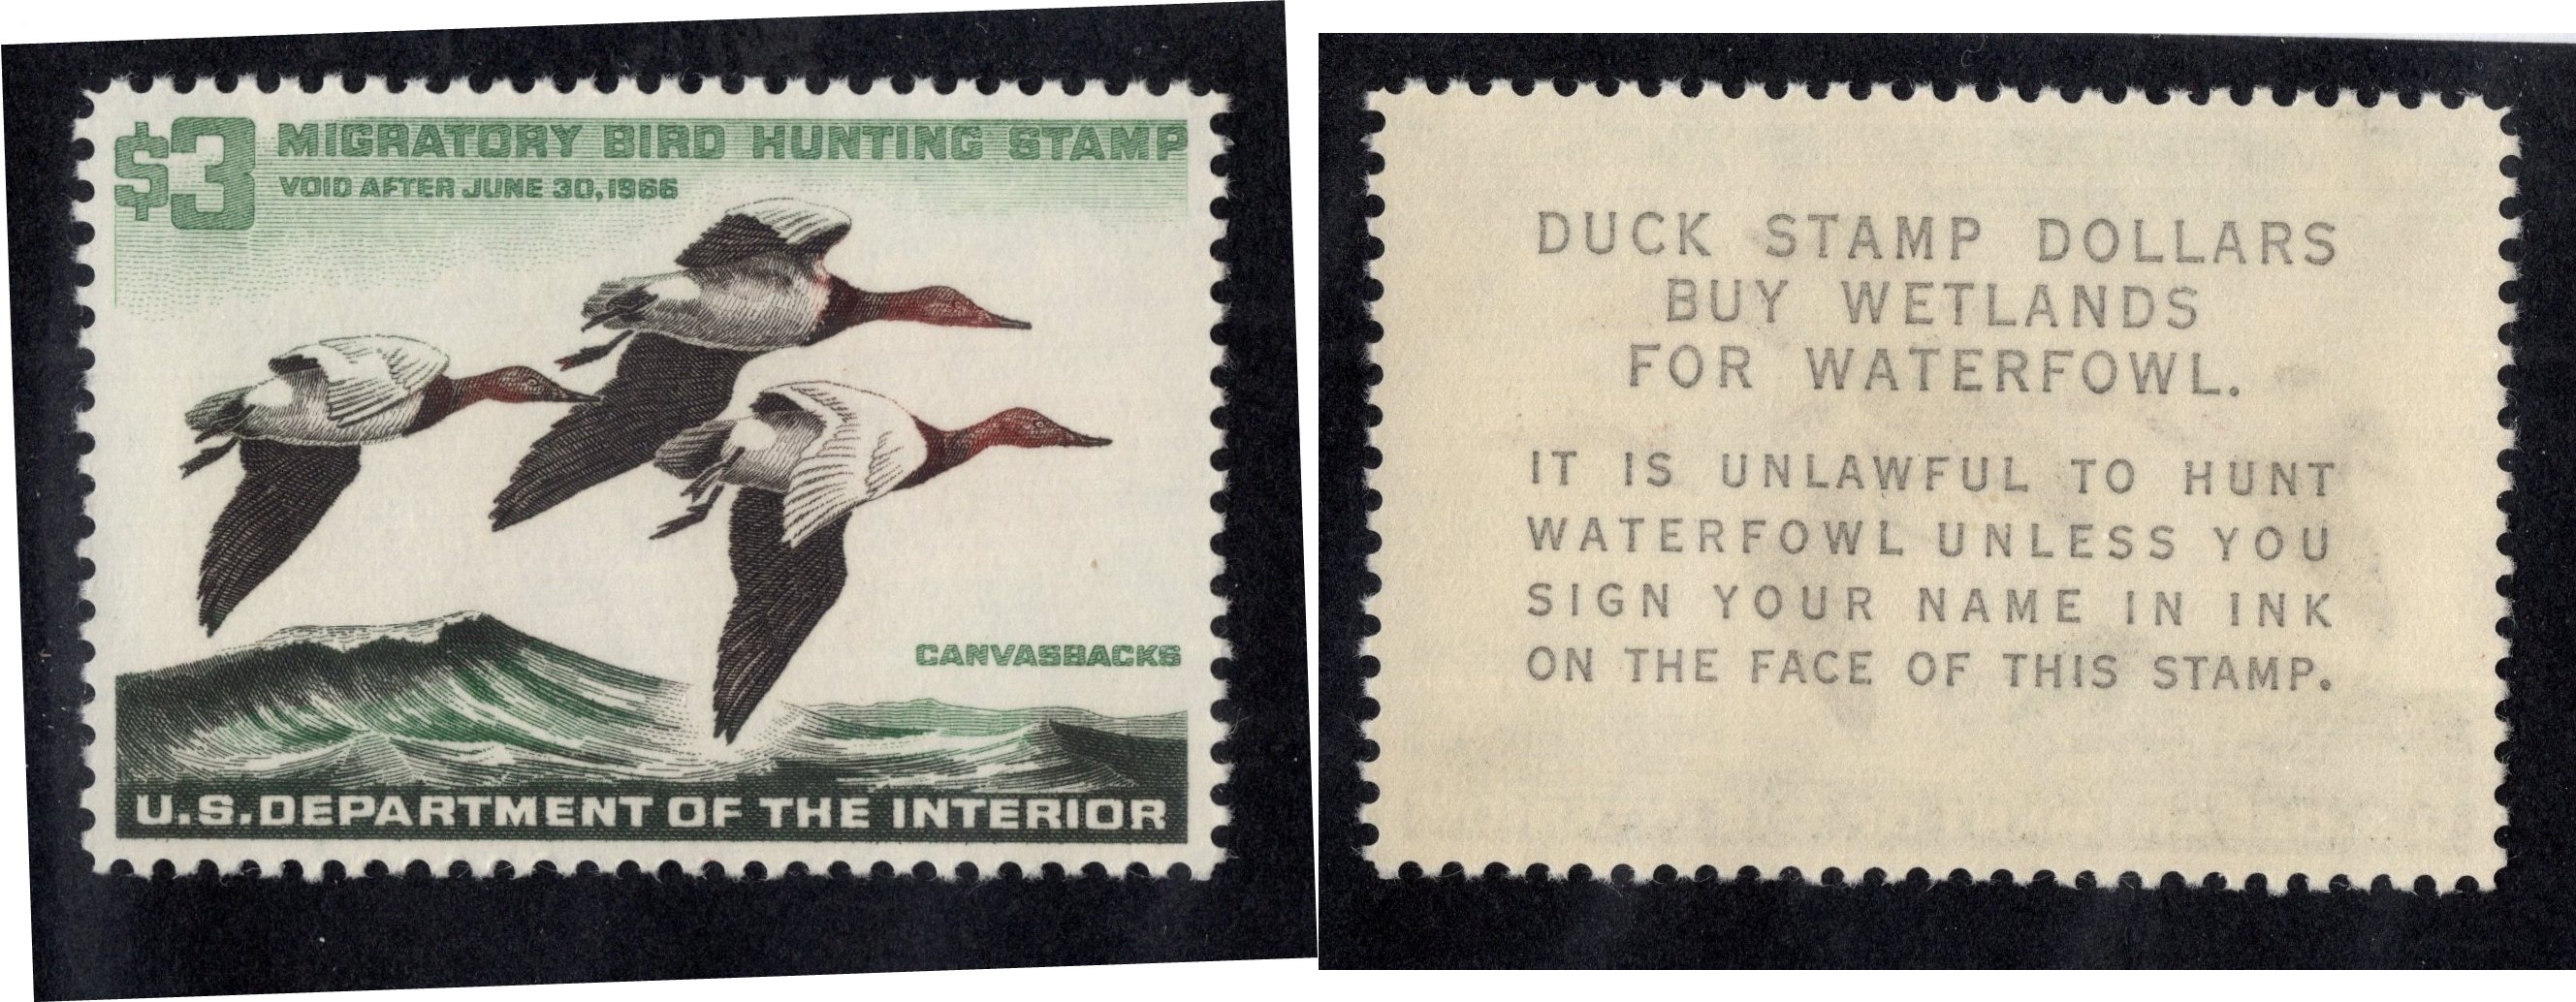 $3 MIGRATORY BIRD HUNTING STAMP
VOID AFTER JUNE 30, 1966
CANVASBACKS
U.S. DEPARTMENT OF THE INTERIOR
DUCK STAMP DOLLARS
BUY WETLANDS
FOR WATERFOWL.
IT IS UNLAWFUL TO HUNT
WATERFOWL UNLESS YOU
SIGN YOUR NAME IN INK
ON THE FACE OF THIS STAMP.